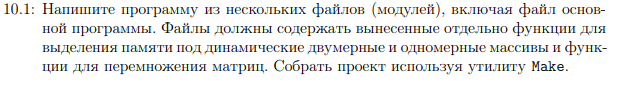 10.1: Напишите программу из нескольких файлов (модулей), включая файл основ-
ной программы. Файлы должны содержать вынесенные отдельно функции для
выделения памяти под динамические двумерные и одномерные массивы и функ-
ции для перемножения матриц. Собрать проект используя утилиту Make.